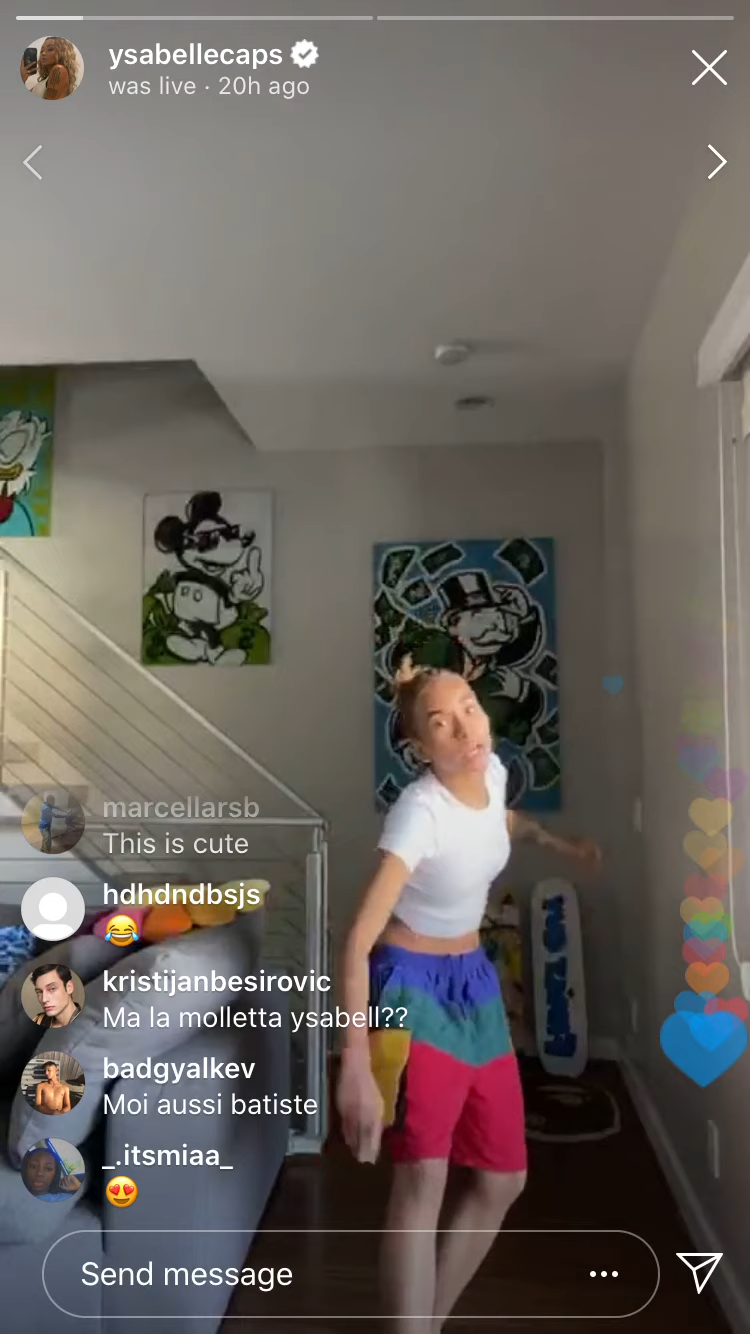 ysabellecaps
was live · 20h ago
marcellarsb
This is cute
hdhdndbsjs
😂
kristijanbesirovic
Ma la molletta ysabell??
badgyalkev
Moi aussi batiste
_.itsmiaa_
😍
Send message